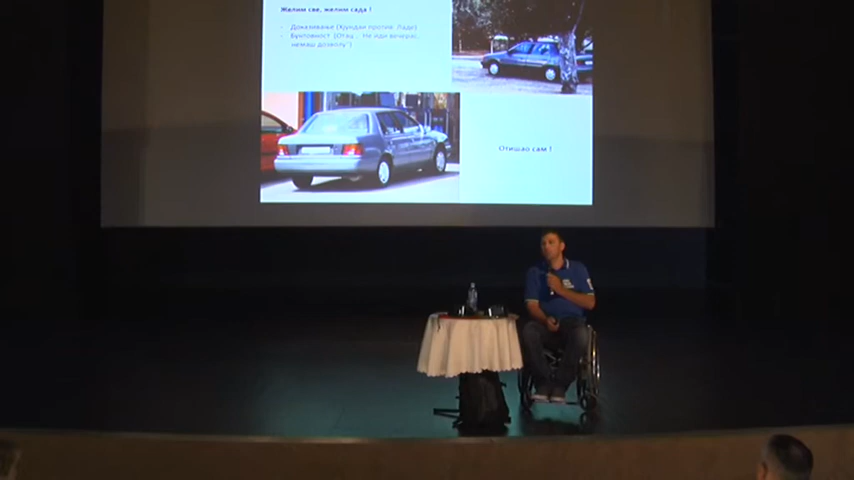 Желим све, желим сада !
- Доказивање (Хјундаи против Ладе)
- Бунтовност (Отац : „Не иди вечерас,
немаш дозволу")
Отишао сам !